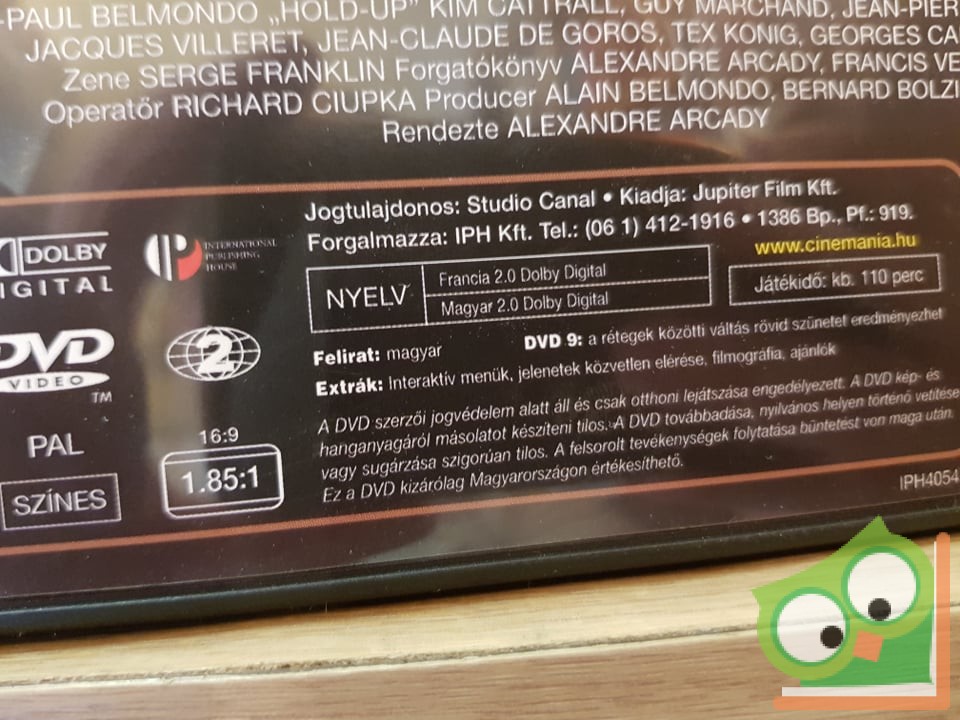 -PAUL BELMONDO „HOLD-UP" KIM CATTRALL, GUY MARCHAND, JEAN-PIER
JACQUES VILLERET, JEAN-CLAUDE DE GOROS, TEX KONIG, GEORGES CA
Zene SERGE FRANKLIN Forgatókönyv ALEXANDRE ARCADY, FRANCIS VE
Operatőr RICHARD CIUPKA Producer ALAIN BELMONDO, BERNARD BOLZI
Rendezte ALEXANDRE ARCADY
Jogtulajdonos: Studio Canal • Kiadja: Jupiter Film Kft.
Forgalmazza: IPH Kft. Tel.: (06 1) 412-1916 • 1386 Bp., Pf.: 919.
www.cinemania.hu
DOLBY
DIGITAL
INTERNATIONAL
PUBLISHING
HOUSE
NYELV
Francia 2.0 Dolby Digital
Magyar 2.0 Dolby Digital
Játékidő: kb. 110 perc
DVD
VIDEO
TM
2
Felirat: magyar
DVD 9: a rétegek közötti váltás rövid szünetet eredményezhet
Extrák: Interaktív menük, jelenetek közvetlen elérése, filmográfia, ajánlók
PAL
SZÍNES
16:9
1.85:1
A DVD szerzői jogvédelem alatt áll és csak otthoni lejátszása engedélyezett. A DVD kép- és
hanganyagáról másolatot készíteni tilos. A DVD továbbadása, nyilvános helyen történő vetítése
vagy sugárzása szigorúan tilos. A felsorolt tevékenységek folytatása büntetést von maga után.
Ez a DVD kizárólag Magyarországon értékesíthető.
IPH4054